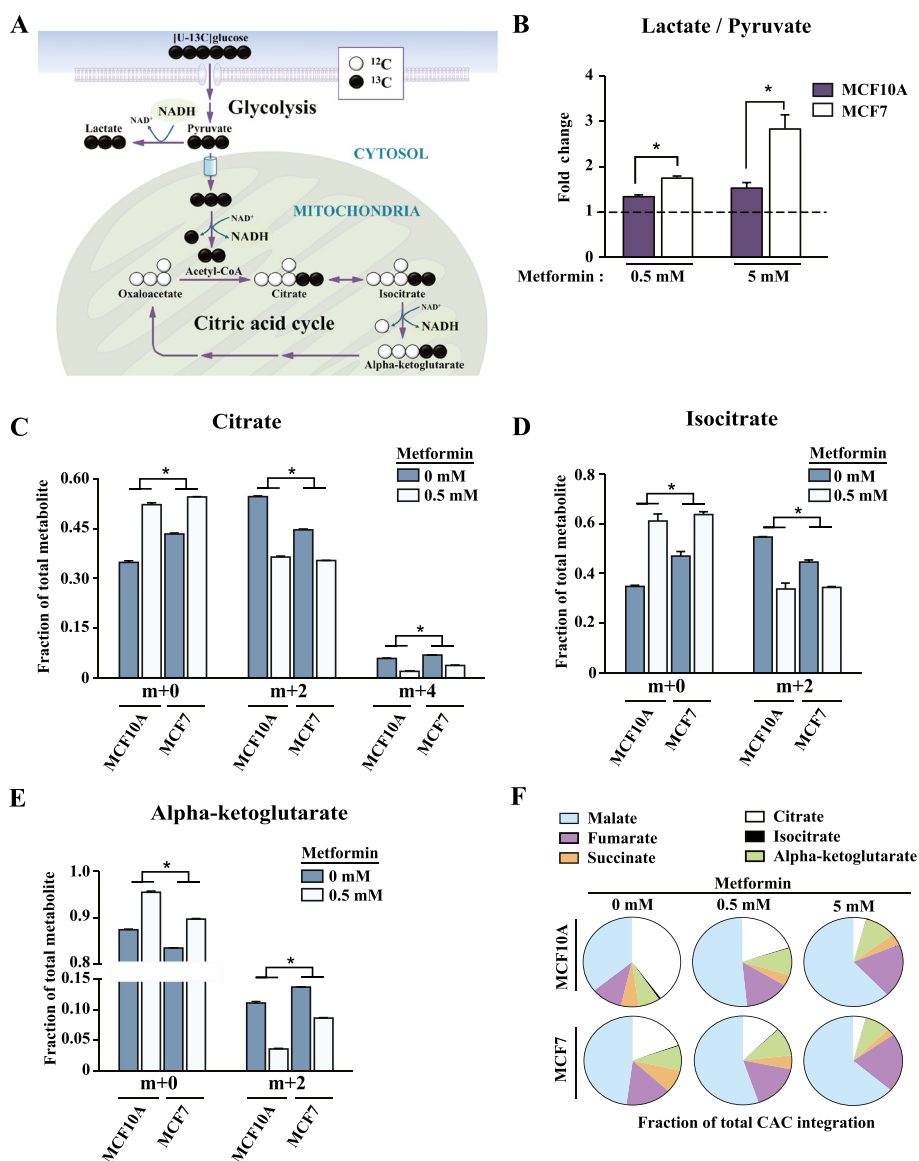 A
[U-13C]glucose
12C
13C
Glycolysis
NAD+
NADH
Lactate
Pyruvate
CYTOSOL
MITOCHONDRIA
NAD+
NADH
Acetyl-CoA
Oxaloacetate
Citrate
Isocitrate
Citric acid cycle
NAD+
NADH
Alpha-ketoglutarate
B
Lactate / Pyruvate
Fold change
4
3
2
1
0
*
*
MCF10A
MCF7
Metformin :
0.5 mM
5 mM
C
Citrate
Fraction of total metabolite
0.60
0.45
0.30
0.15
0
*
*
*
Metformin
0 mM
0.5 mM
m+0
m+2
m+4
MCF10A
MCF7
MCF10A
MCF7
MCF10A
MCF7
D
Isocitrate
Fraction of total metabolite
0.8
0.6
0.4
0.2
0
*
*
Metformin
0 mM
0.5 mM
m+0
m+2
MCF10A
MCF7
MCF10A
MCF7
E
Alpha-ketoglutarate
Fraction of total metabolite
1.0
0.9
0.8
0.15
0.10
0.05
0
*
*
Metformin
0 mM
0.5 mM
m+0
m+2
MCF10A
MCF7
MCF10A
MCF7
F
Malate
Fumarate
Succinate
Citrate
Isocitrate
Alpha-ketoglutarate
Metformin
0 mM
0.5 mM
5 mM
MCF10A
MCF7
Fraction of total CAC integration